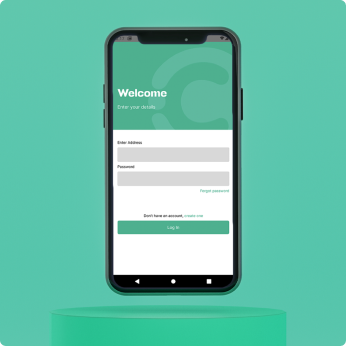 Welcome
Enter your details
Enter Address
Password
Forgot password
Don't have an account, create one
Log in